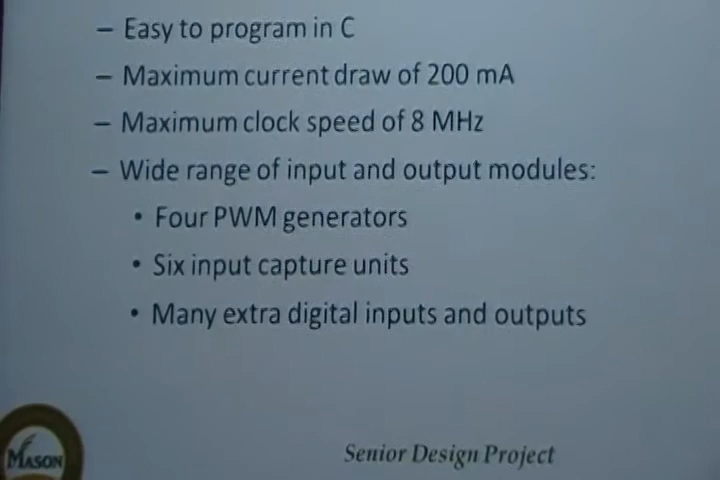 – Easy to program in C
– Maximum current draw of 200 mA
– Maximum clock speed of 8 MHz
– Wide range of input and output modules:
• Four PWM generators
• Six input capture units
• Many extra digital inputs and outputs
Senior Design Project
MASON